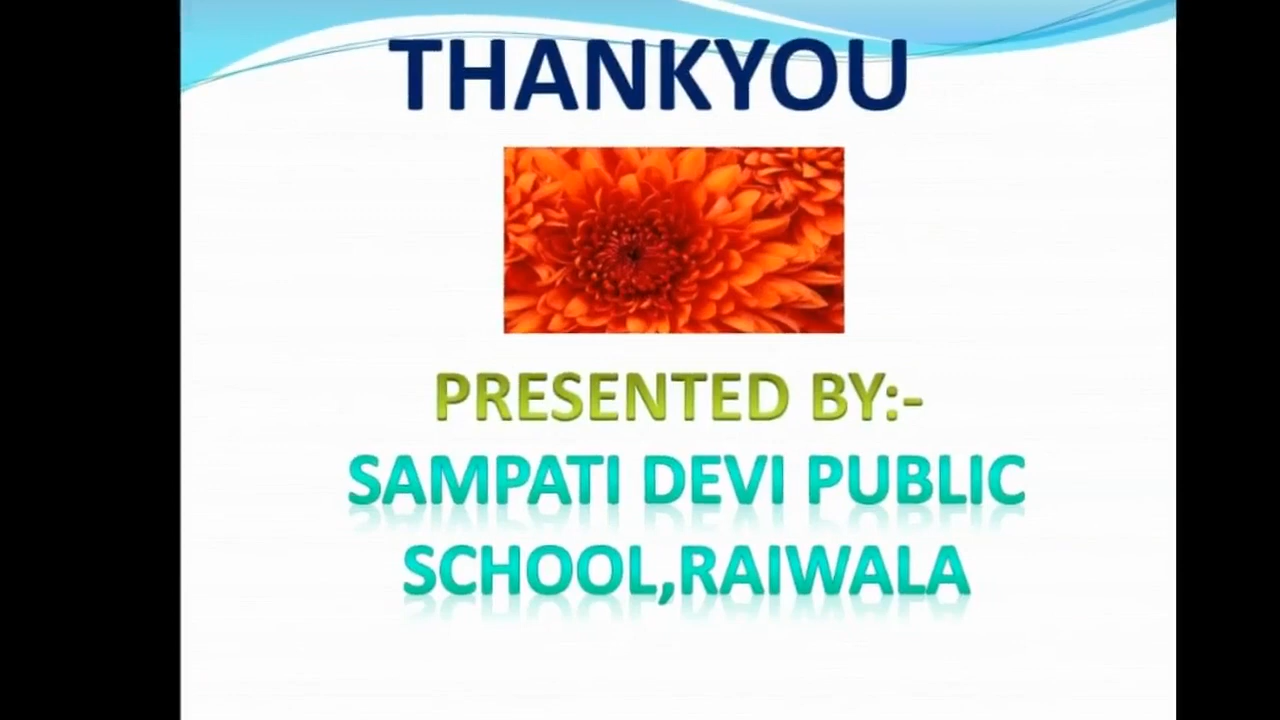 THANKYOU
PRESENTED BY:-
SAMPATI DEVI PUBLIC
SCHOOL,RAIWALA